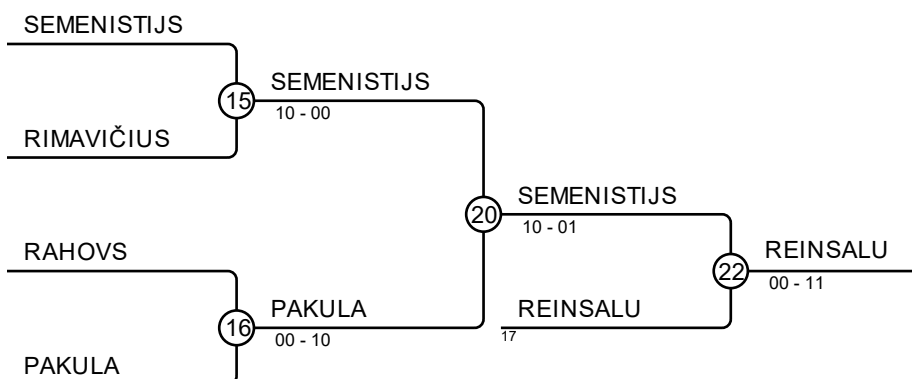 SEMENISTIJS
15
SEMENISTIJS
10 - 00
RIMAVIČIUS
20
SEMENISTIJS
10 - 01
RAHOVS
22
REINSALU
00 - 11
16
PAKULA
00 - 10
REINSALU
17
PAKULA